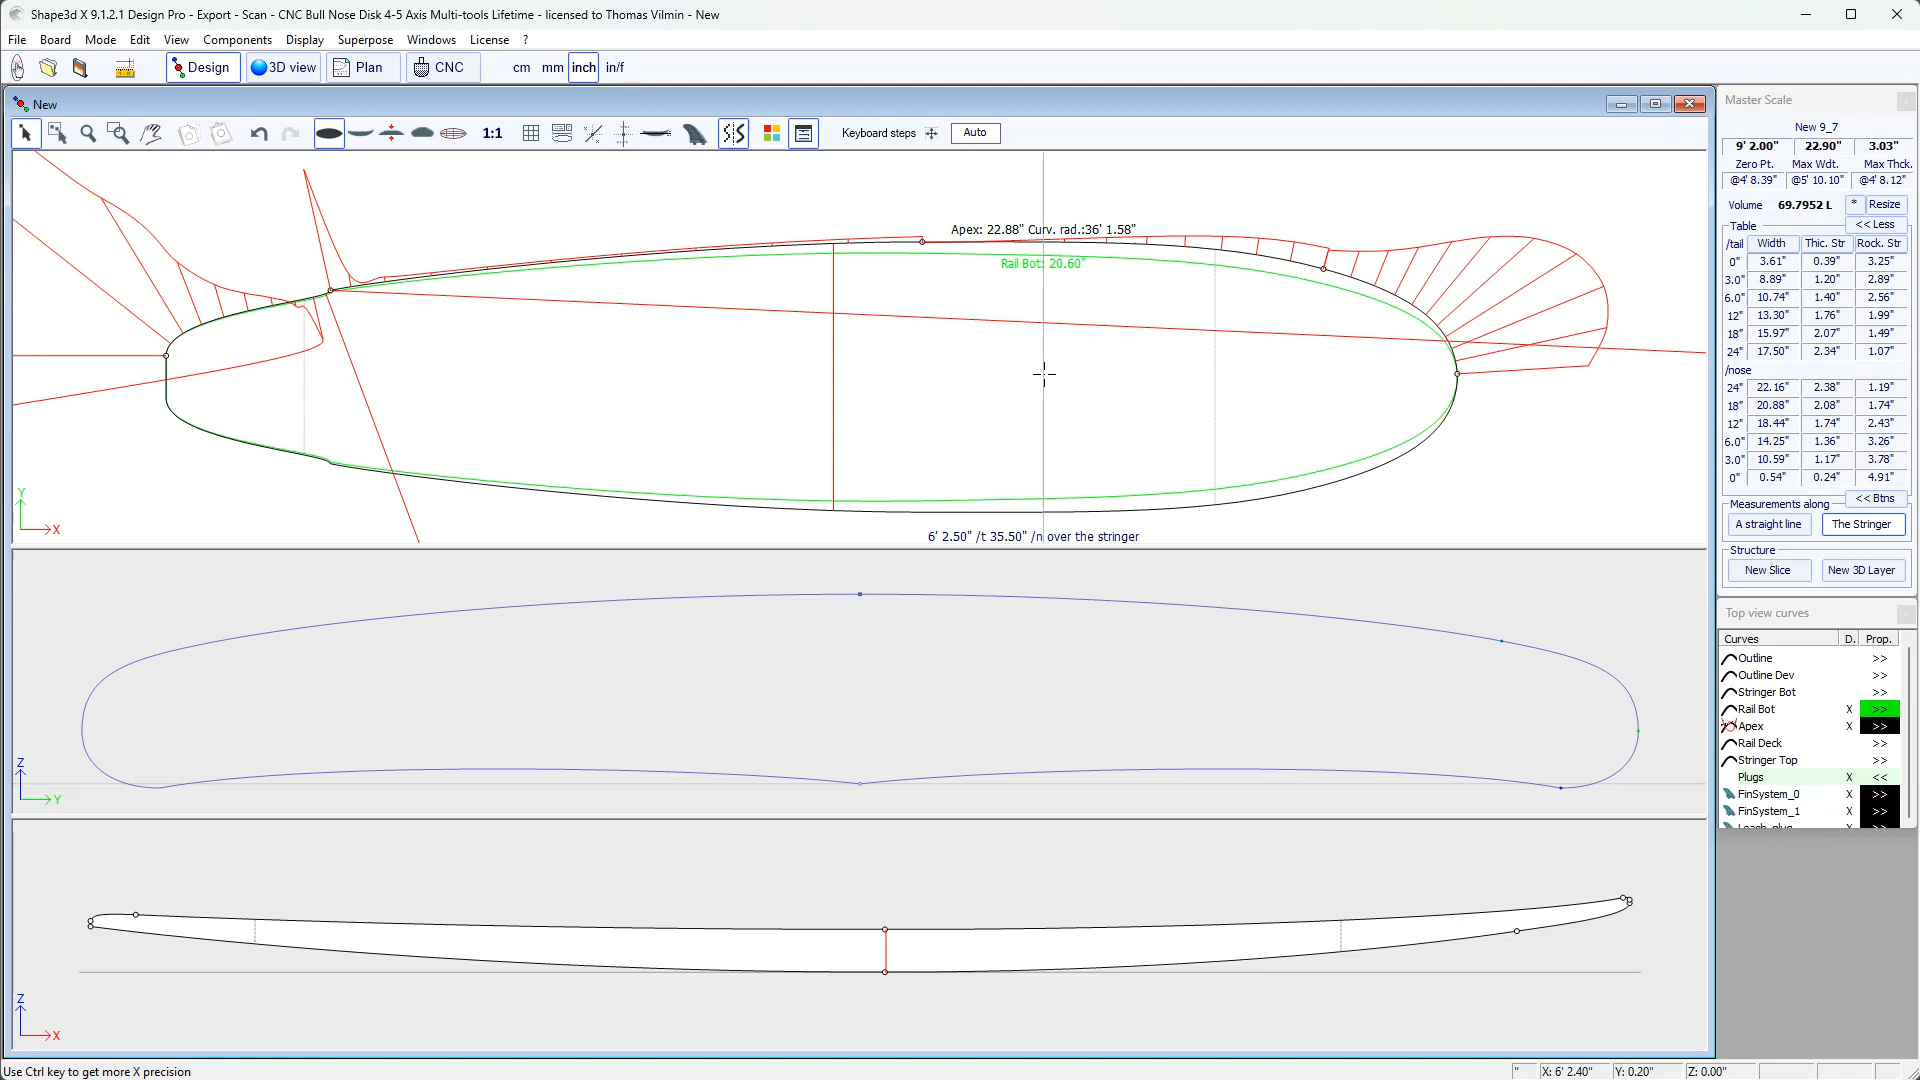 Shape3d X 9.1.2.1 Design Pro - Export - Scan - CNC Bull Nose Disk 4-5 Axis Multi-tools Lifetime - licensed to Thomas Vilmin - New
File Board Mode Edit View Components Display Superpose Windows License ?
Design 3D view Plan CNC cm mm inch in/f
New
1:1 Keyboard steps Auto
Apex: 22.88" Curv. rad.:36' 1.58"
Rail Bot: 20.60"
6' 2.50" /t 35.50" /n over the stringer
Y
X
Z
Y
Z
X
Master Scale
New 9_7
9' 2.00" 22.90" 3.03"
Zero Pt. Max Wdt. Max Thck.
@4' 8.39" @5' 10.10" @4' 8.12"
Volume 69.7952 L * Resize
Table << Less
/tail Width Thic. Str Rock. Str
0" 3.61" 0.39" 3.25"
3.0" 8.89" 1.20" 2.89"
6.0" 10.74" 1.40" 2.56"
12" 13.30" 1.76" 1.99"
18" 15.97" 2.07" 1.49"
24" 17.50" 2.34" 1.07"
/nose
24" 22.16" 2.38" 1.19"
18" 20.88" 2.08" 1.74"
12" 18.44" 1.74" 2.43"
6.0" 14.25" 1.36" 3.26"
3.0" 10.59" 1.17" 3.78"
0" 0.54" 0.24" 4.91"
<< Btns
Measurements along
A straight line The Stringer
Structure
New Slice New 3D Layer
Top view curves
Curves D. Prop.
Outline >>
Outline Dev >>
Stringer Bot >>
Rail Bot X >>
Apex X >>
Rail Deck >>
Stringer Top >>
Plugs X <<
FinSystem_0 X >>
FinSystem_1 X >>
Leash plug X >>
Use Ctrl key to get more X precision " X: 6' 2.40" Y: 0.20" Z: 0.00"